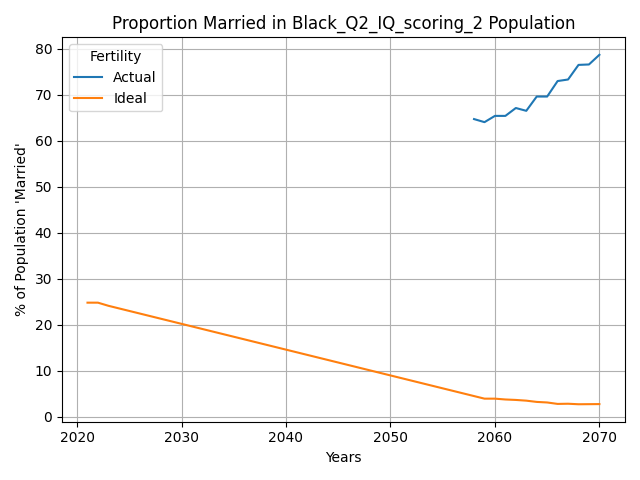 Proportion Married in Black_Q2_IQ_scoring_2 Population
% of Population 'Married'
80
70
60
50
40
30
20
10
0
Fertility
Actual
Ideal
2020 2030 2040 2050 2060 2070
Years